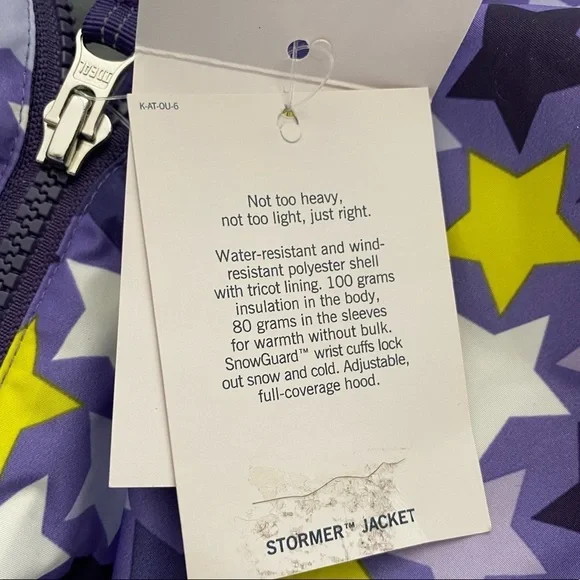 K-AT-OU-6
Not too heavy,
not too light, just right.
Water-resistant and wind-
resistant polyester shell
with tricot lining. 100 grams
insulation in the body,
80 grams in the sleeves
for warmth without bulk.
SnowGuard™ wrist cuffs lock
out snow and cold. Adjustable,
full-coverage hood.
STORMER™ JACKET